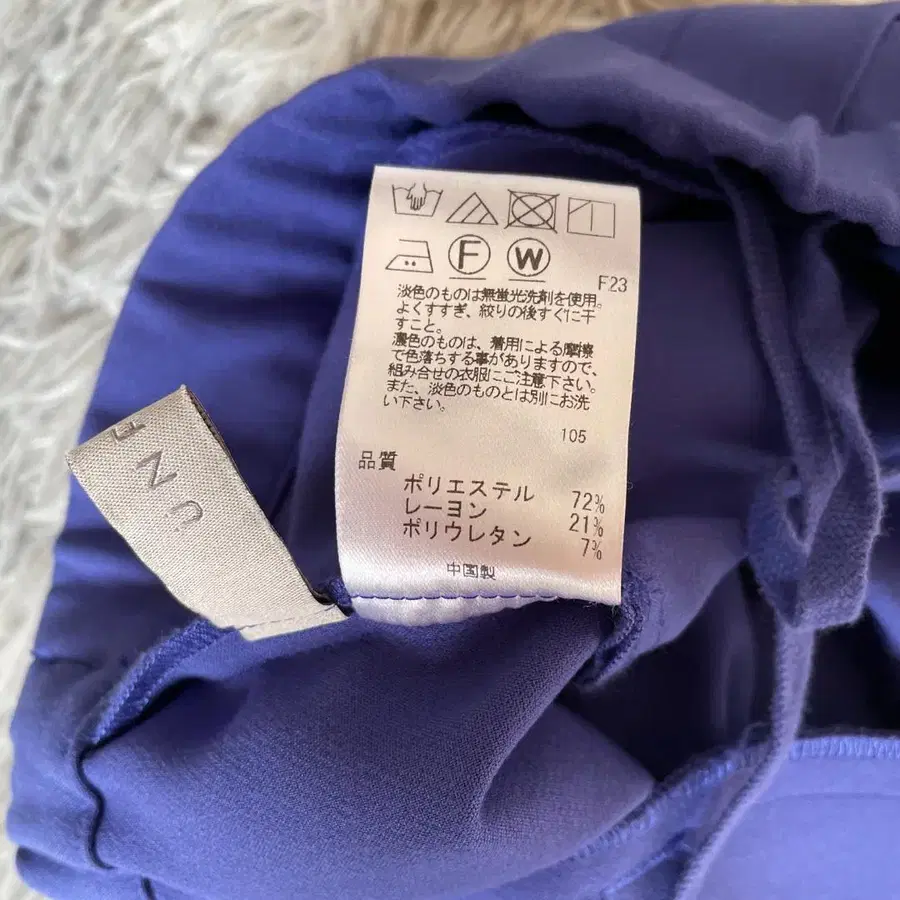 F W
F23
淡色のものは無蛍光洗剤を使用。
よくすすぎ、絞りの後すぐに干
すこと。
濃色のものは、着用による摩擦
で色落ちする事がありますので、
組み合せの衣服にご注意下さい。
また、淡色のものとは別にお洗
い下さい。
105
品質
ポリエステル 72%
レーヨン 21%
ポリウレタン 7%
中国製
UNF